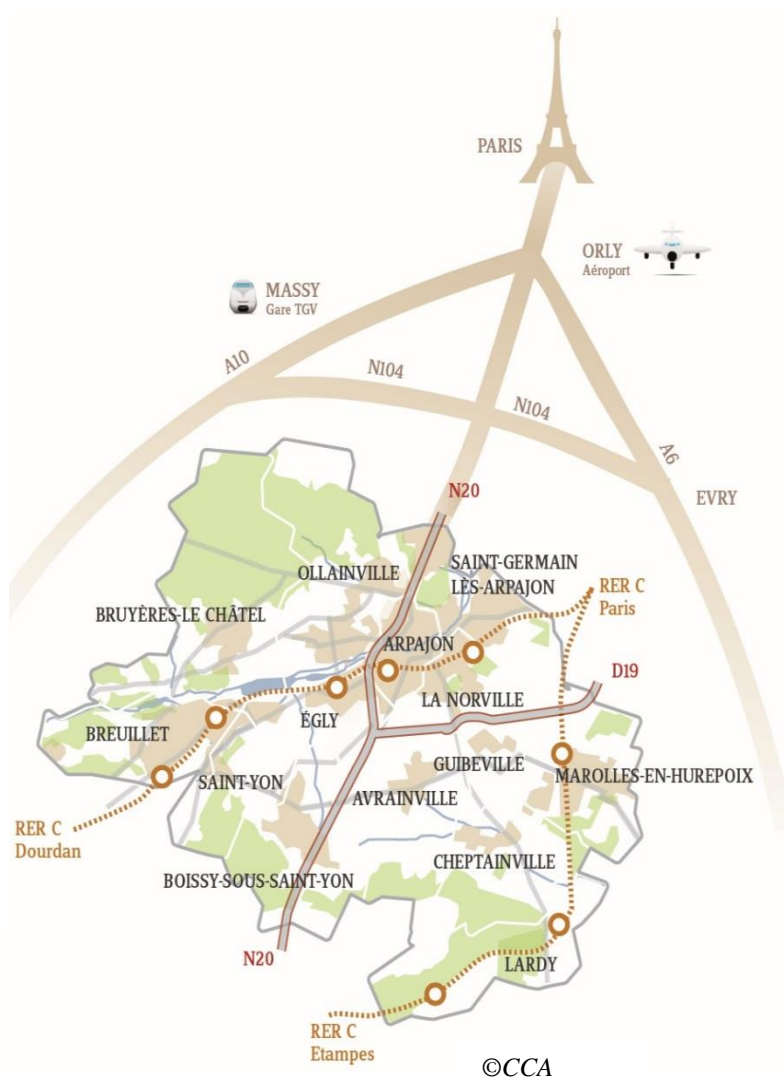 PARIS
ORLY
Aéroport
MASSY
Gare TGV
A10
N104
N104
A6
EVRY
N20
SAINT-GERMAIN
LÈS-ARPAJON
OLLAINVILLE
RER C
Paris
BRUYÈRES-LE CHÂTEL
ARPAJON
D19
LA NORVILLE
ÉGLY
BREUILLET
GUIBEVILLE
MAROLLES-EN-HUREPOIX
SAINT-YON
AVRAINVILLE
RER C
Dourdan
CHEPTAINVILLE
BOISSY-SOUS-SAINT-YON
N20
LARDY
RER C
Etampes
©CCA